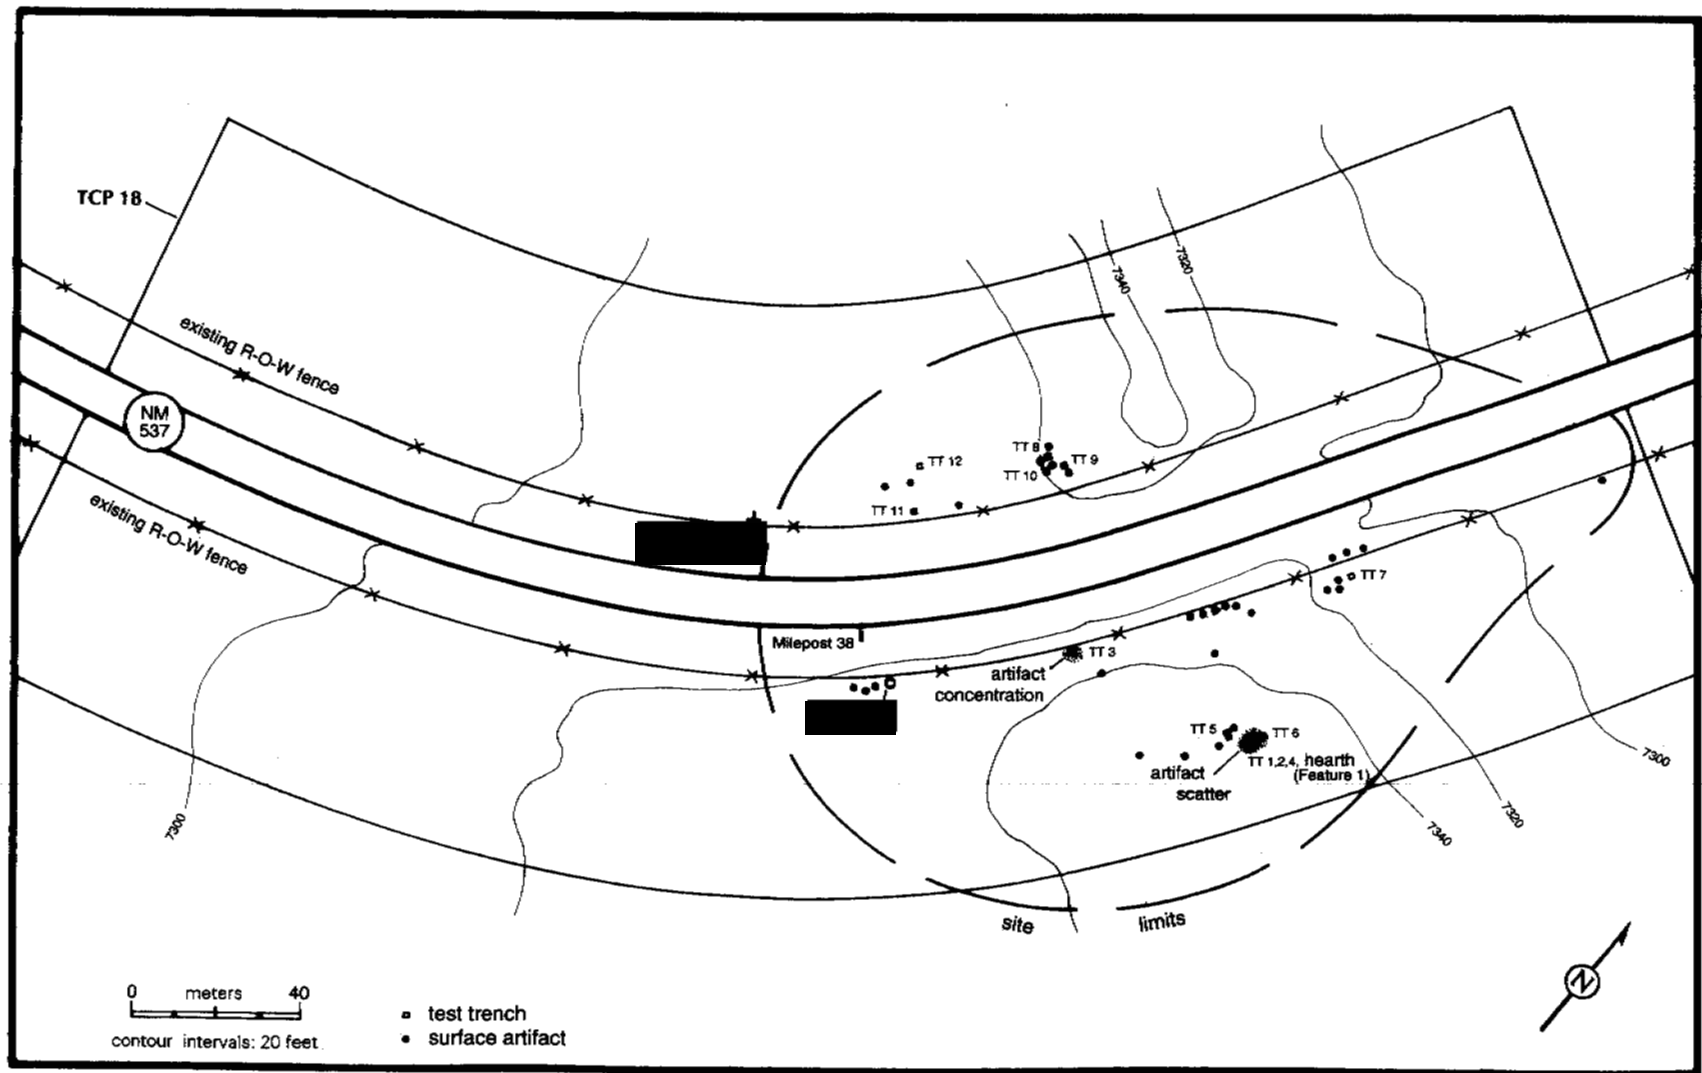 TCP 18
existing R-O-W fence
NM
537
existing R-O-W fence
7340
7320
TT 8
TT 9
TT 10
TT 12
TT 11
TT 7
Milepost 38
TT 3
artifact
concentration
TT 5
TT 6
TT 1,2,4, hearth
(Feature 1)
artifact
scatter
7300
7300
7320
7340
site limits
N
0 meters 40
contour intervals: 20 feet
test trench
surface artifact